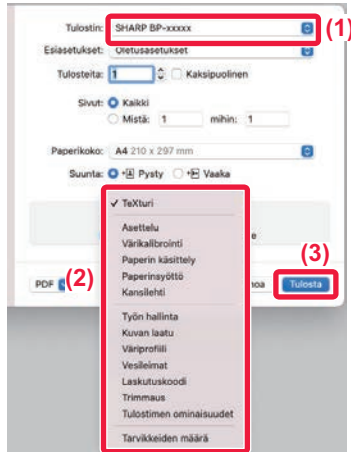 Tulostin: SHARP BP-xxxxx (1)
Esiasetukset: Oletusasetukset
Tulosteita: 1 Kaksipuolinen
Sivut: Kaikki
Mistä: 1 mihin: 1
Paperikoko: A4 210 x 297 mm
Suunta: Pysty Vaaka
✓ TeXturi
Asettelu
Värikalibrointi
Paperin käsittely
Paperinsyöttö
Kansilehti
(3)
PDF (2) Tulosta
Työn hallinta
Kuvan laatu
Väriprofiili
Vesileimat
Laskutuskoodi
Trimmaus
Tulostimen ominaisuudet
Tarvikkeiden määrä